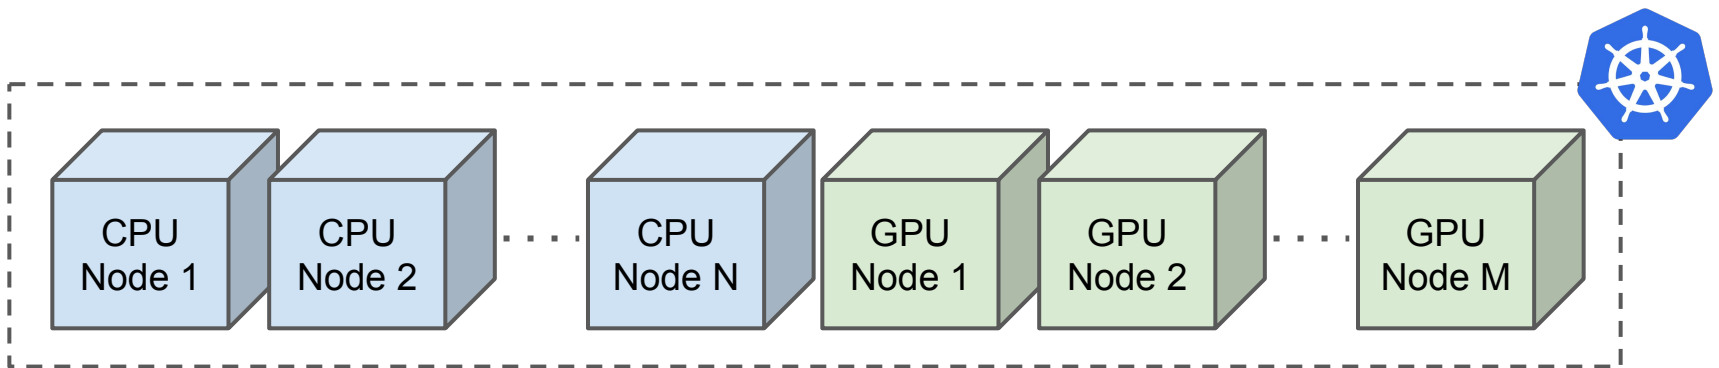 CPU
Node 1
CPU
Node 2
CPU
Node N
GPU
Node 1
GPU
Node 2
GPU
Node M